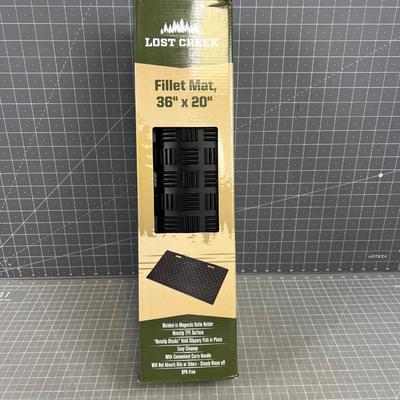 LOST CREEK
Fillet Mat,
36" x 20"
Molded-in Magnetic Knife Holder
Nonslip TPE Surface
"Nonslip Blocks" Hold Slippery Fish in Place
Easy Cleanup
With Convenient Carry Handle
Will Not Absorb Oils or Odors - Simply Rinse off
BPA Free
ARTEZA